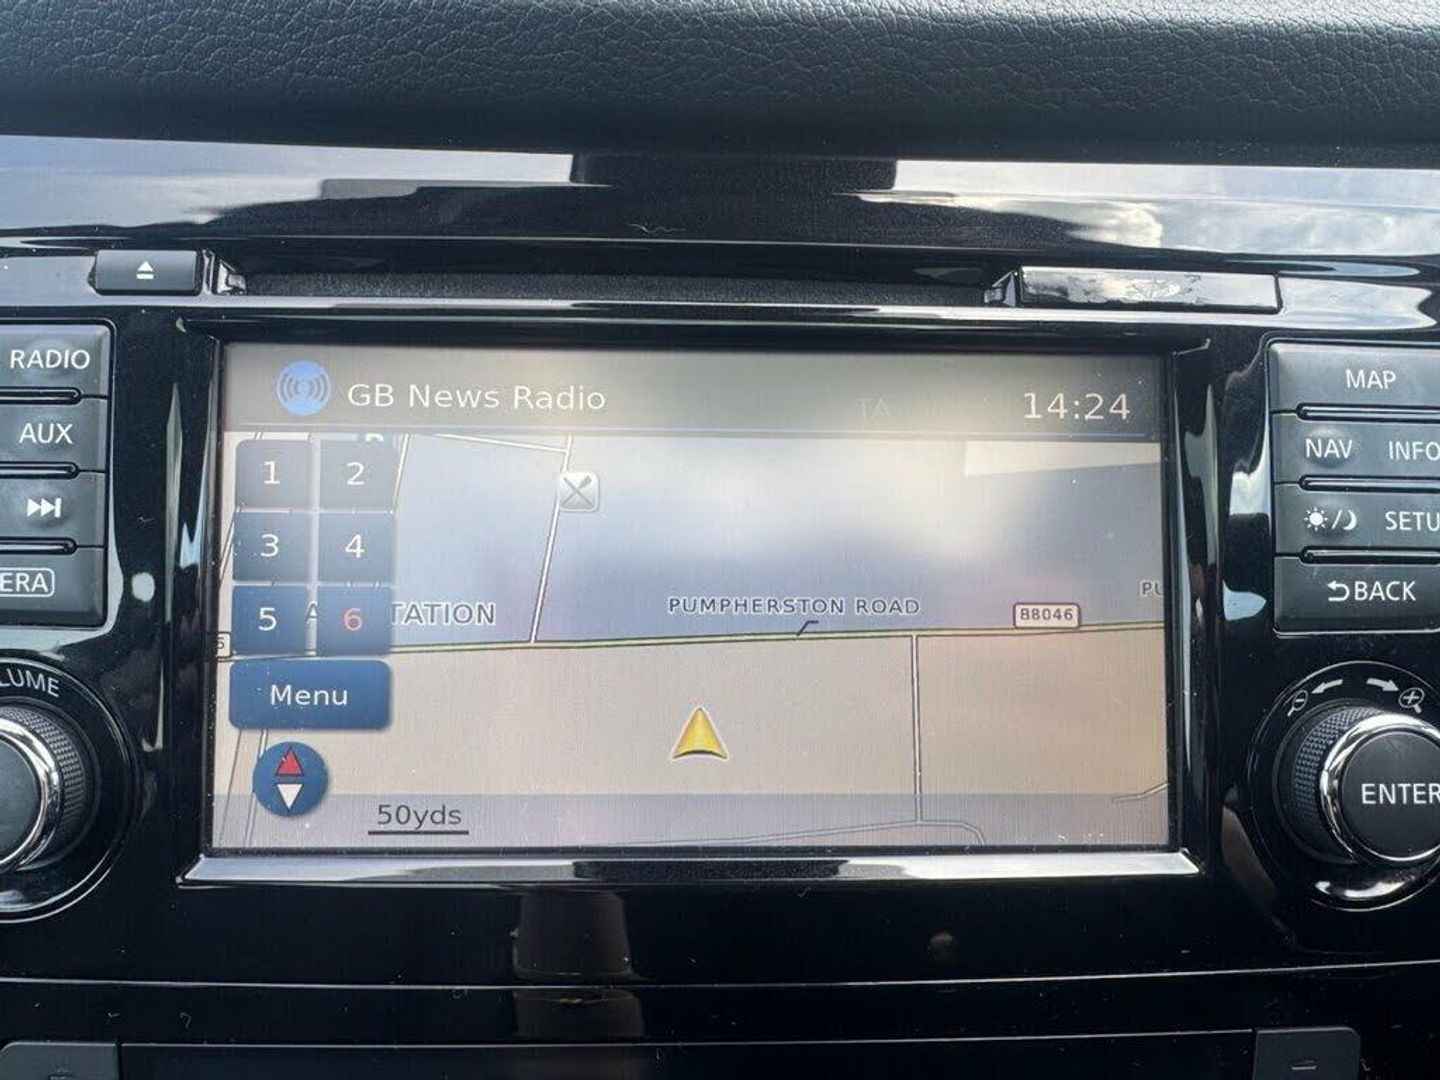 RADIO
AUX
ERA
LUME
GB News Radio
TA
14:24
1
2
3
4
5
6
TATION
Menu
50yds
PUMPHERSTON ROAD
B8046
PU
MAP
NAV
INFO
SETU
BACK
ENTER